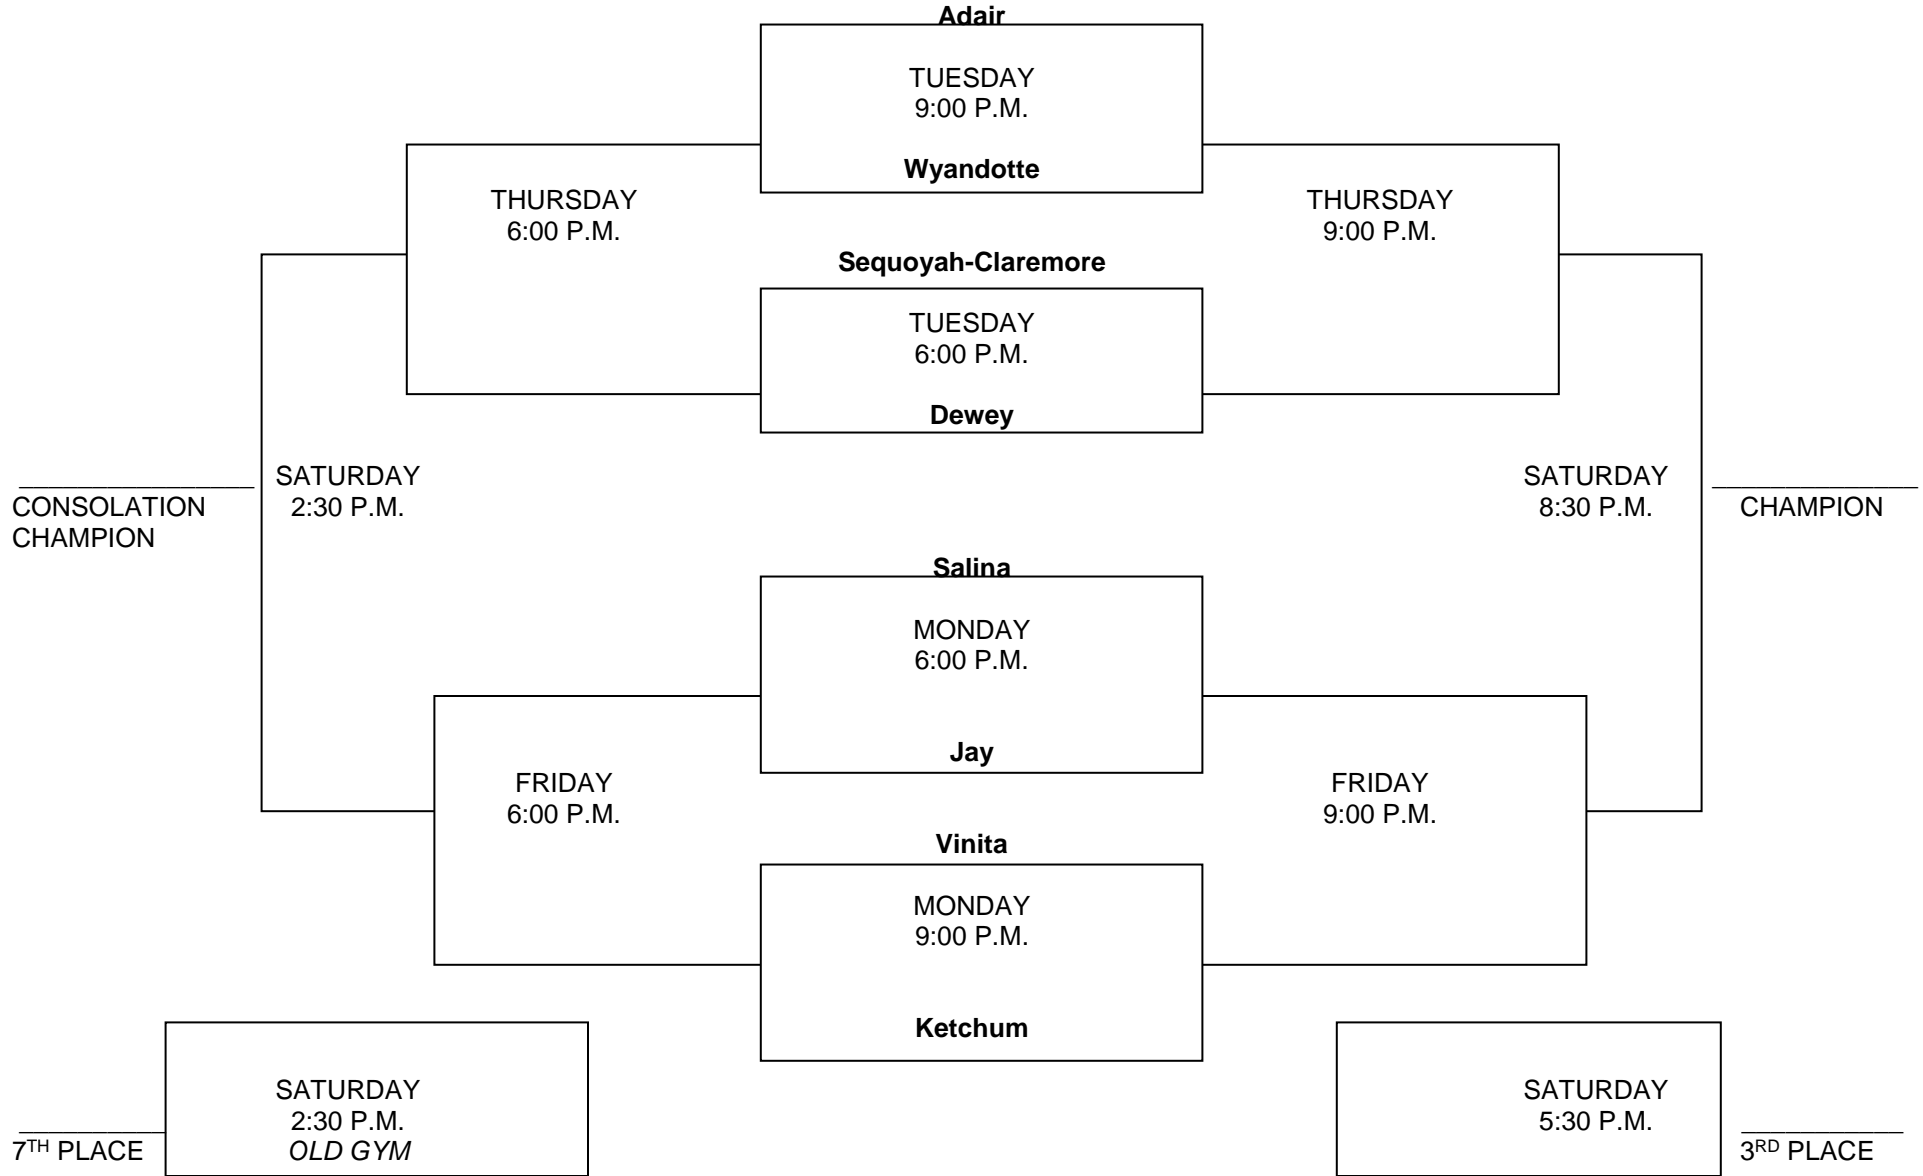 Adair
TUESDAY
9:00 P.M.
Wyandotte
THURSDAY
6:00 P.M.
THURSDAY
9:00 P.M.
Sequoyah-Claremore
TUESDAY
6:00 P.M.
Dewey
SATURDAY
2:30 P.M.
CONSOLATION
CHAMPION
SATURDAY
8:30 P.M.
CHAMPION
Salina
MONDAY
6:00 P.M.
Jay
FRIDAY
6:00 P.M.
FRIDAY
9:00 P.M.
Vinita
MONDAY
9:00 P.M.
Ketchum
SATURDAY
2:30 P.M.
OLD GYM
7TH PLACE
SATURDAY
5:30 P.M.
3RD PLACE